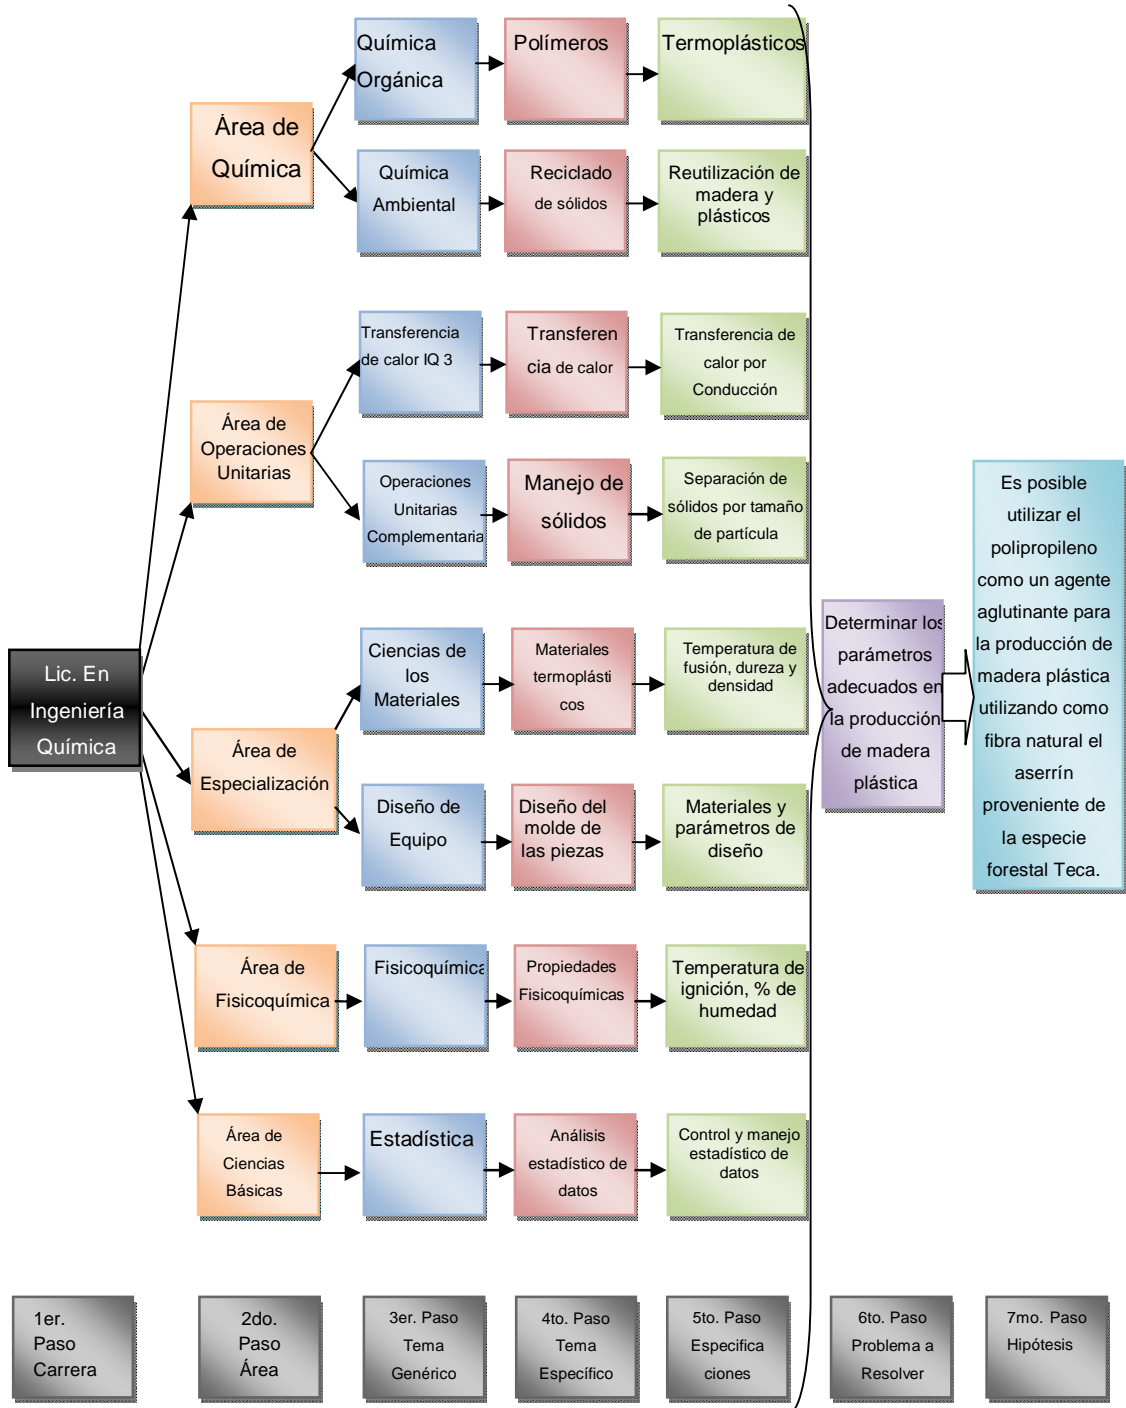 Química
Orgánica
Polímeros
Termoplásticos
Área de
Química
Química
Ambiental
Reciclado
de sólidos
Reutilización de
madera y
plásticos
Transferencia
de calor IQ 3
Transferen
cia de calor
Transferencia de
calor por
Conducción
Área de
Operaciones
Unitarias
Operaciones
Unitarias
Complementaria
Manejo de
sólidos
Separación de
sólidos por tamaño
de partícula
Lic. En
Ingeniería
Química
Ciencias de
los
Materiales
Materiales
termoplásti
cos
Temperatura de
fusión, dureza y
densidad
Área de
Especialización
Diseño de
Equipo
Diseño del
molde de
las piezas
Materiales y
parámetros de
diseño
Determinar los
parámetros
adecuados en
la producción
de madera
plástica
Es posible
utilizar el
polipropileno
como un agente
aglutinante para
la producción de
madera plástica
utilizando como
fibra natural el
aserrín
proveniente de
la especie
forestal Teca.
Área de
Fisicoquímica
Fisicoquímica
Propiedades
Fisicoquímicas
Temperatura de
ignición, % de
humedad
Área de
Ciencias
Básicas
Estadística
Análisis
estadístico de
datos
Control y manejo
estadístico de
datos
1er.
Paso
Carrera
2do.
Paso
Área
3er. Paso
Tema
Genérico
4to. Paso
Tema
Específico
5to. Paso
Especifica
ciones
6to. Paso
Problema a
Resolver
7mo. Paso
Hipótesis